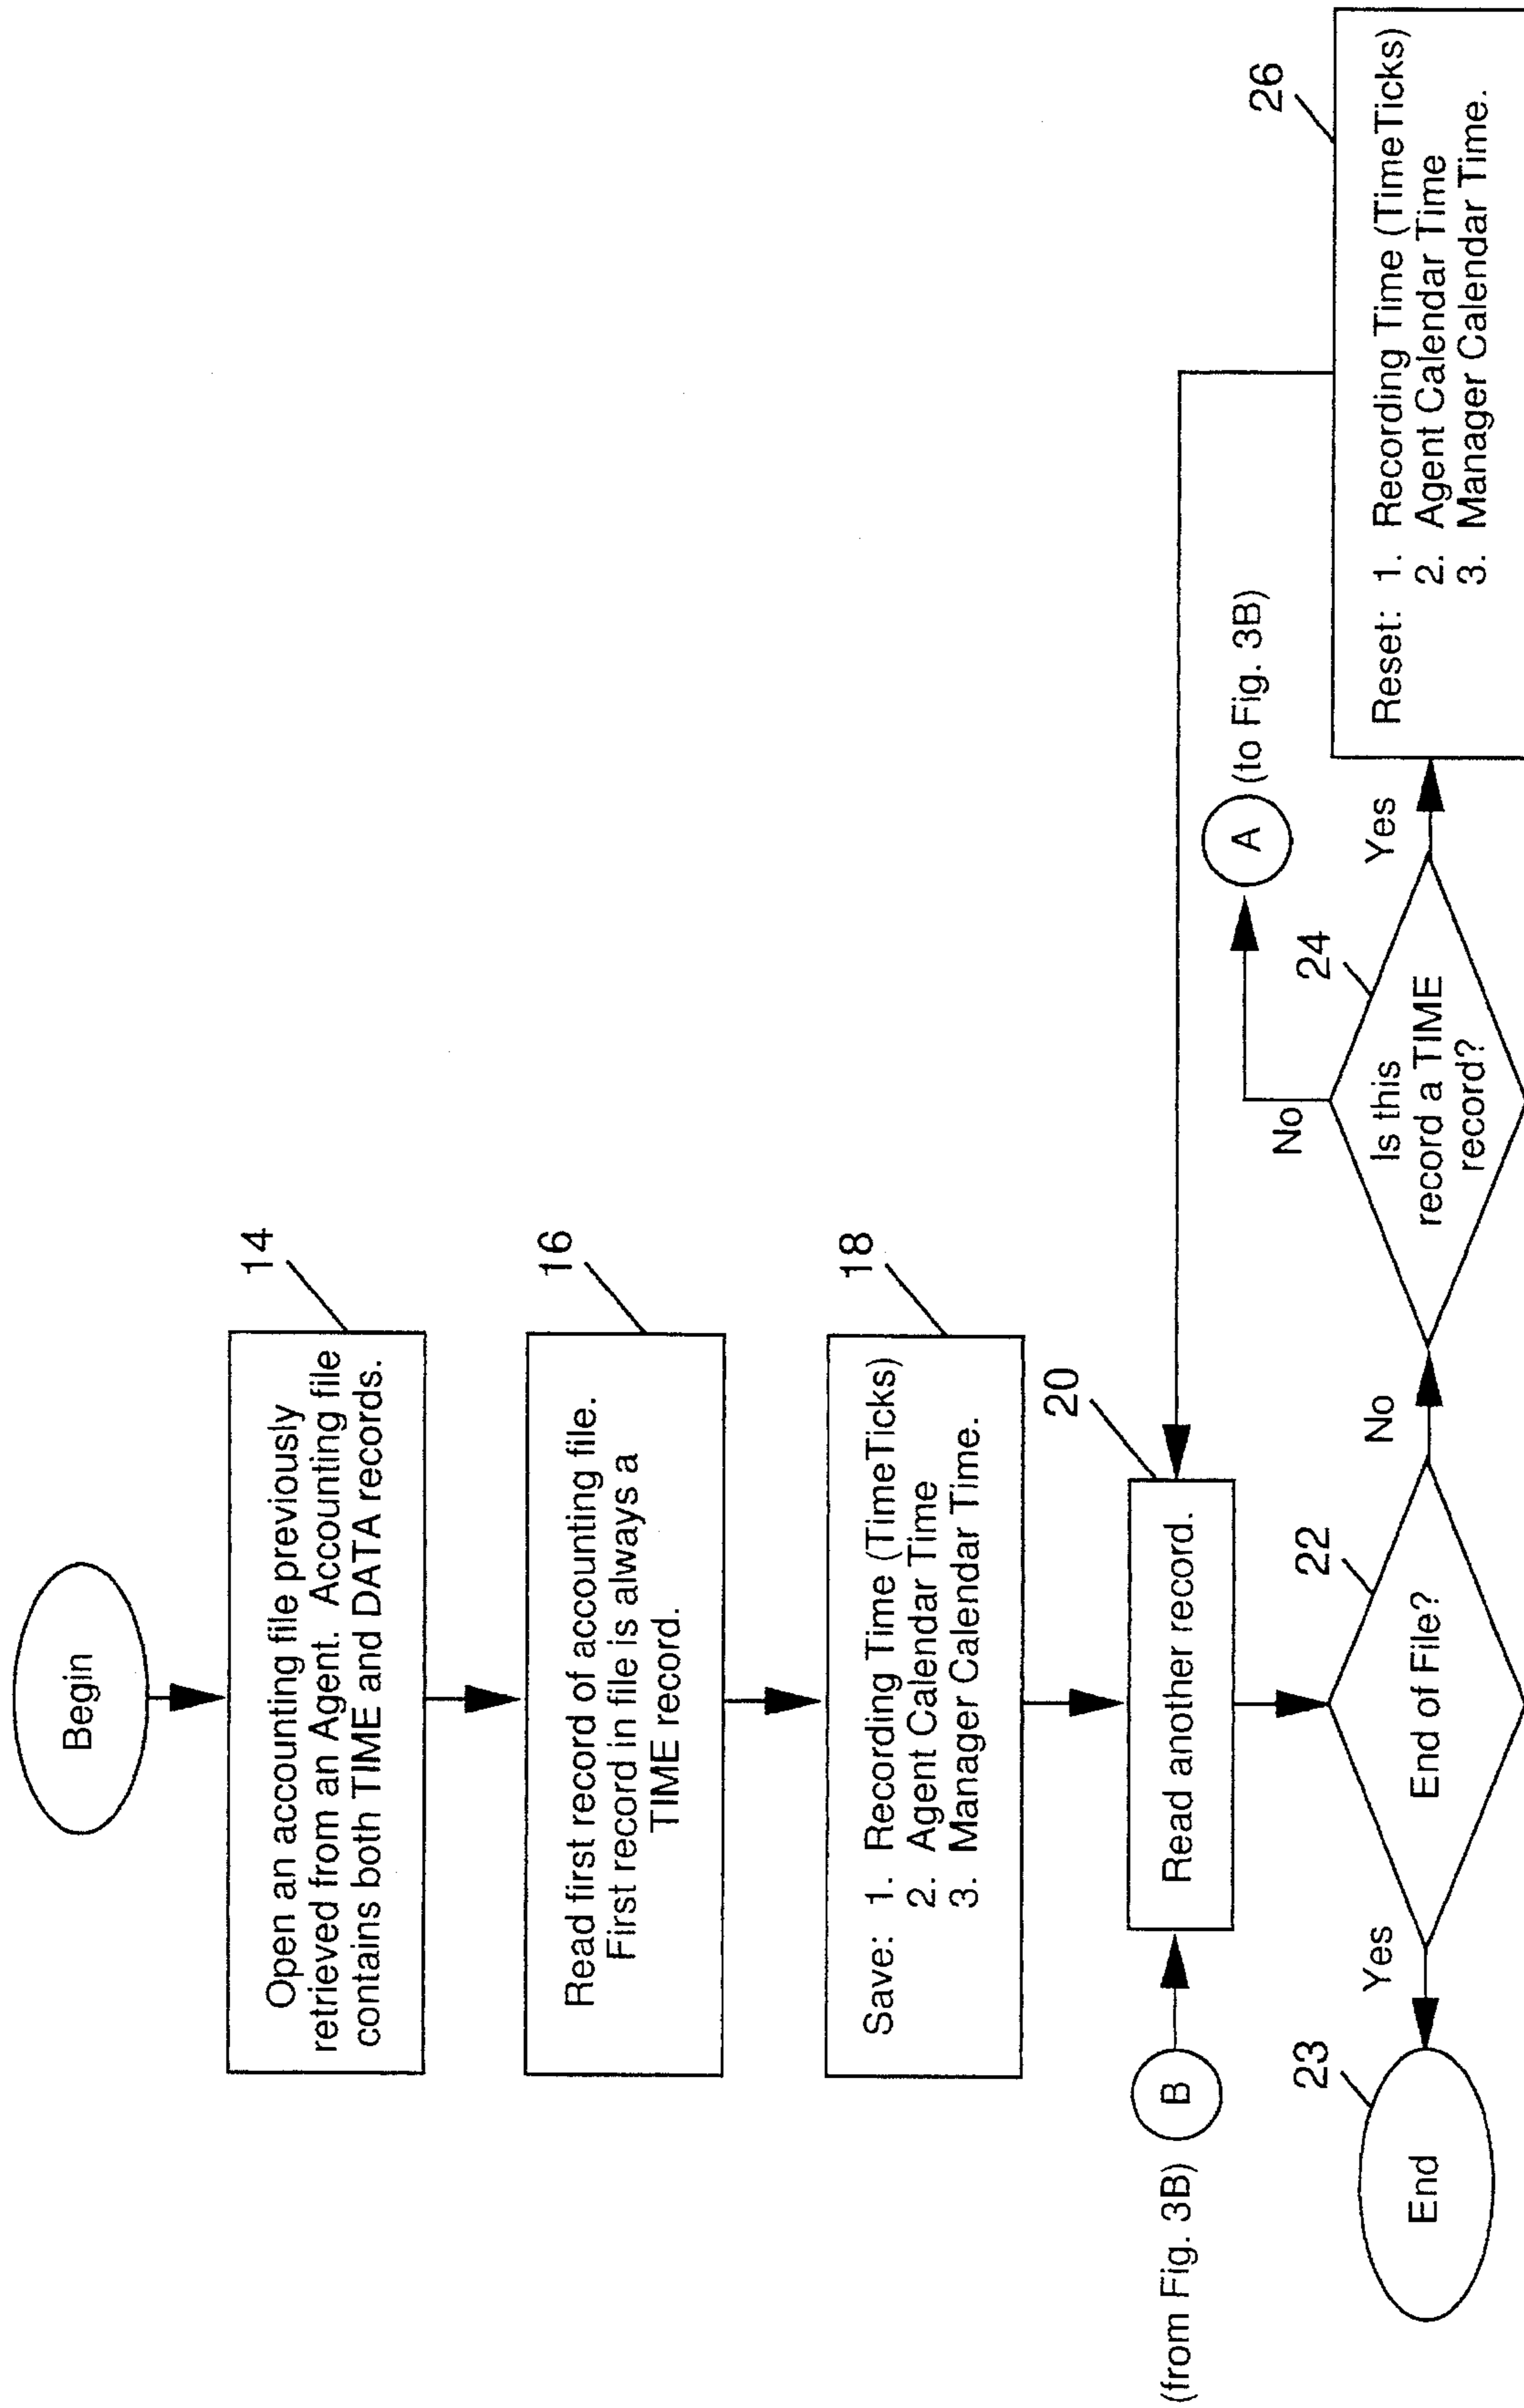 Begin
14
Open an accounting file previously
retrieved from an Agent. Accounting file
contains both TIME and DATA records.
16
Read first record of accounting file.
First record in file is always a
TIME record.
18
Save: 1. Recording Time (TimeTicks)
2. Agent Calendar Time
3. Manager Calendar Time.
20
(from Fig. 3B)
B
Read another record.
A
(to Fig. 3B)
23
End
Yes
22
End of File?
No
24
No
Is this
record a TIME
record?
Yes
26
Reset: 1. Recording Time (TimeTicks)
2. Agent Calendar Time
3. Manager Calendar Time.